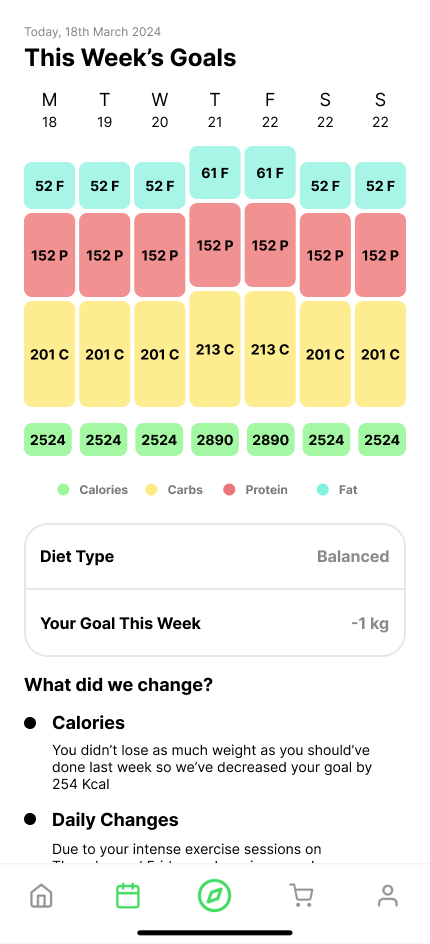 Today, 18th March 2024
This Week’s Goals
M T W T F S S
18 19 20 21 22 22 22
52 F 52 F 52 F 61 F 61 F 52 F 52 F
152 P 152 P 152 P 152 P 152 P 152 P 152 P
201 C 201 C 201 C 213 C 213 C 201 C 201 C
2524 2524 2524 2890 2890 2524 2524
Calories Carbs Protein Fat
Diet Type Balanced
Your Goal This Week -1 kg
What did we change?
Calories
You didn’t lose as much weight as you should’ve
done last week so we’ve decreased your goal by
254 Kcal
Daily Changes
Due to your intense exercise sessions on